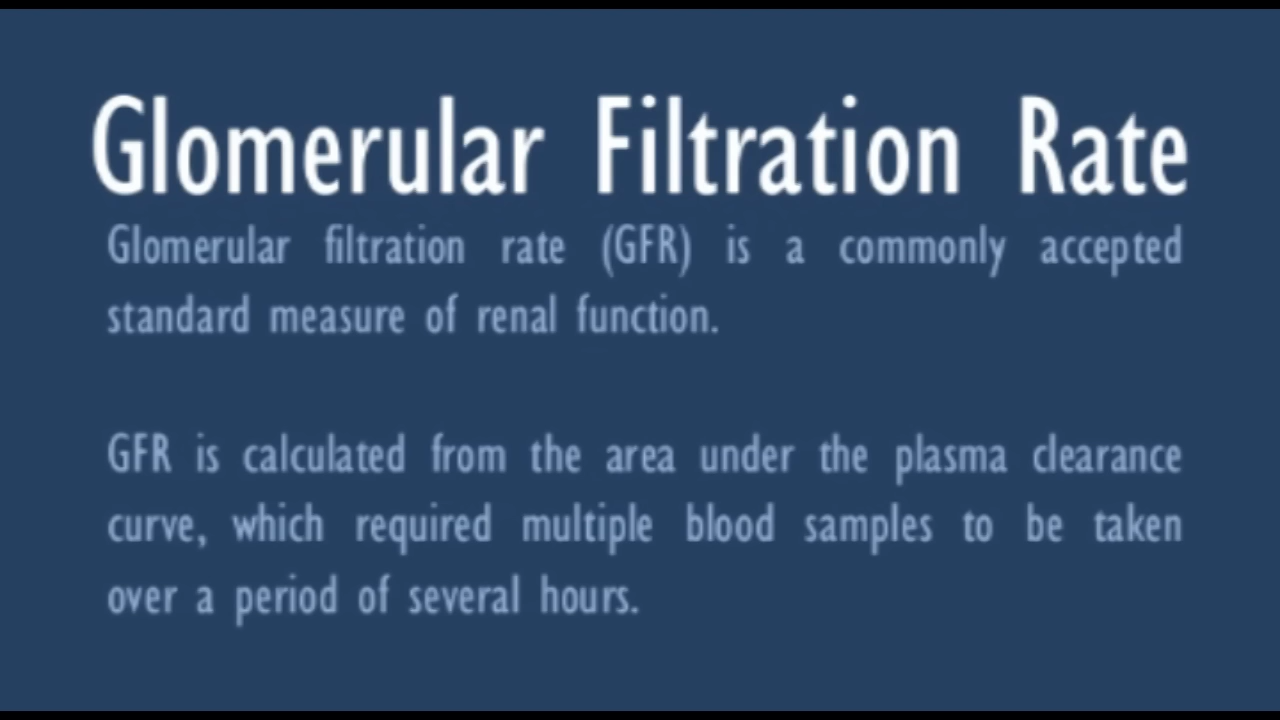 Glomerular Filtration Rate
Glomerular filtration rate (GFR) is a commonly accepted
standard measure of renal function.
GFR is calculated from the area under the plasma clearance
curve, which required multiple blood samples to be taken
over a period of several hours.